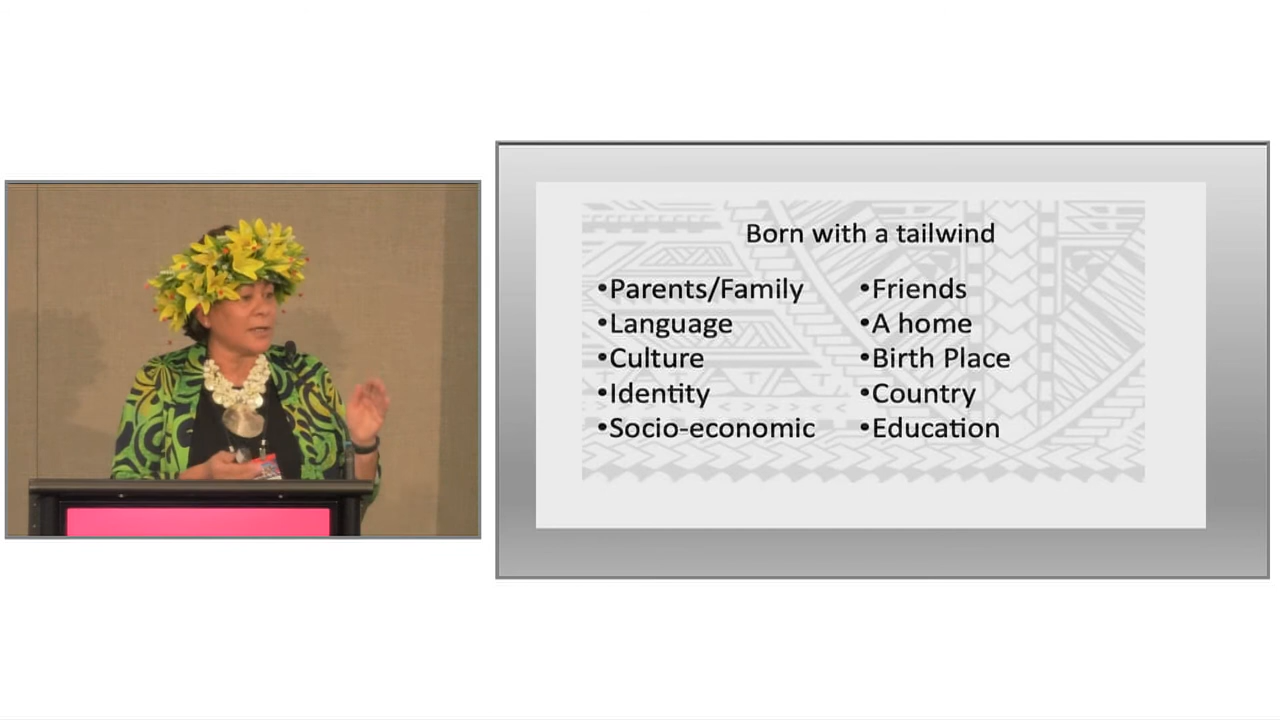 Born with a tailwind
•Parents/Family
•Language
•Culture
•Identity
•Socio-economic
•Friends
•A home
•Birth Place
•Country
•Education